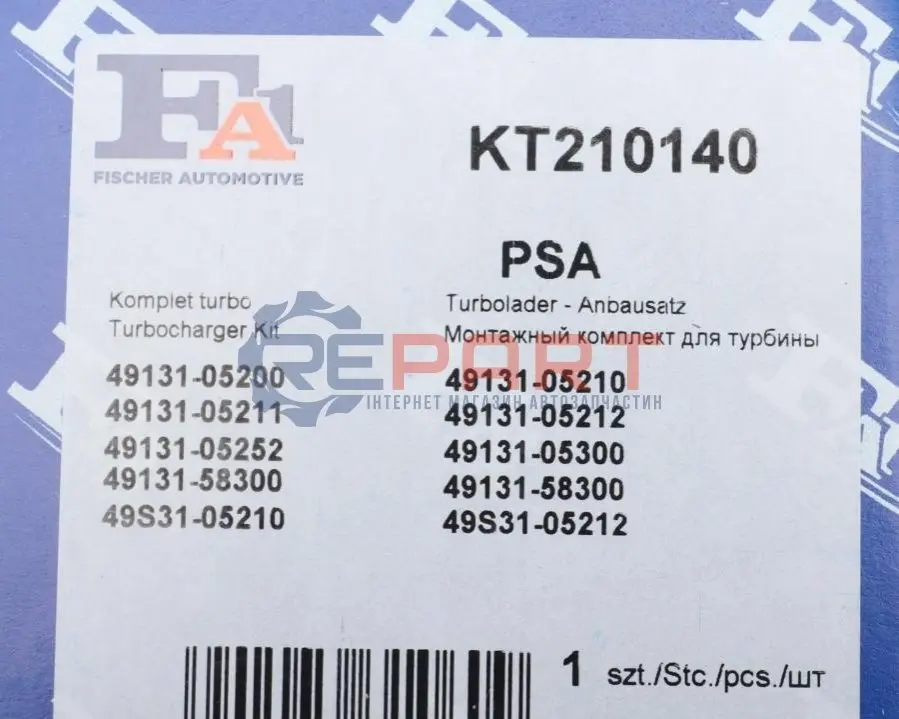 FA1
FISCHER AUTOMOTIVE
KT210140
PSA
Komplet turbo
Turbocharger Kit
Turbolader - Anbausatz
Монтажный комплект для турбины
REPART
ІНТЕРНЕТ МАГАЗИН АВТОЗАПЧАСТИН
49131-05200 49131-05210
49131-05211 49131-05212
49131-05252 49131-05300
49131-58300 49131-58300
49S31-05210 49S31-05212
1 szt./Stc./pcs./шт